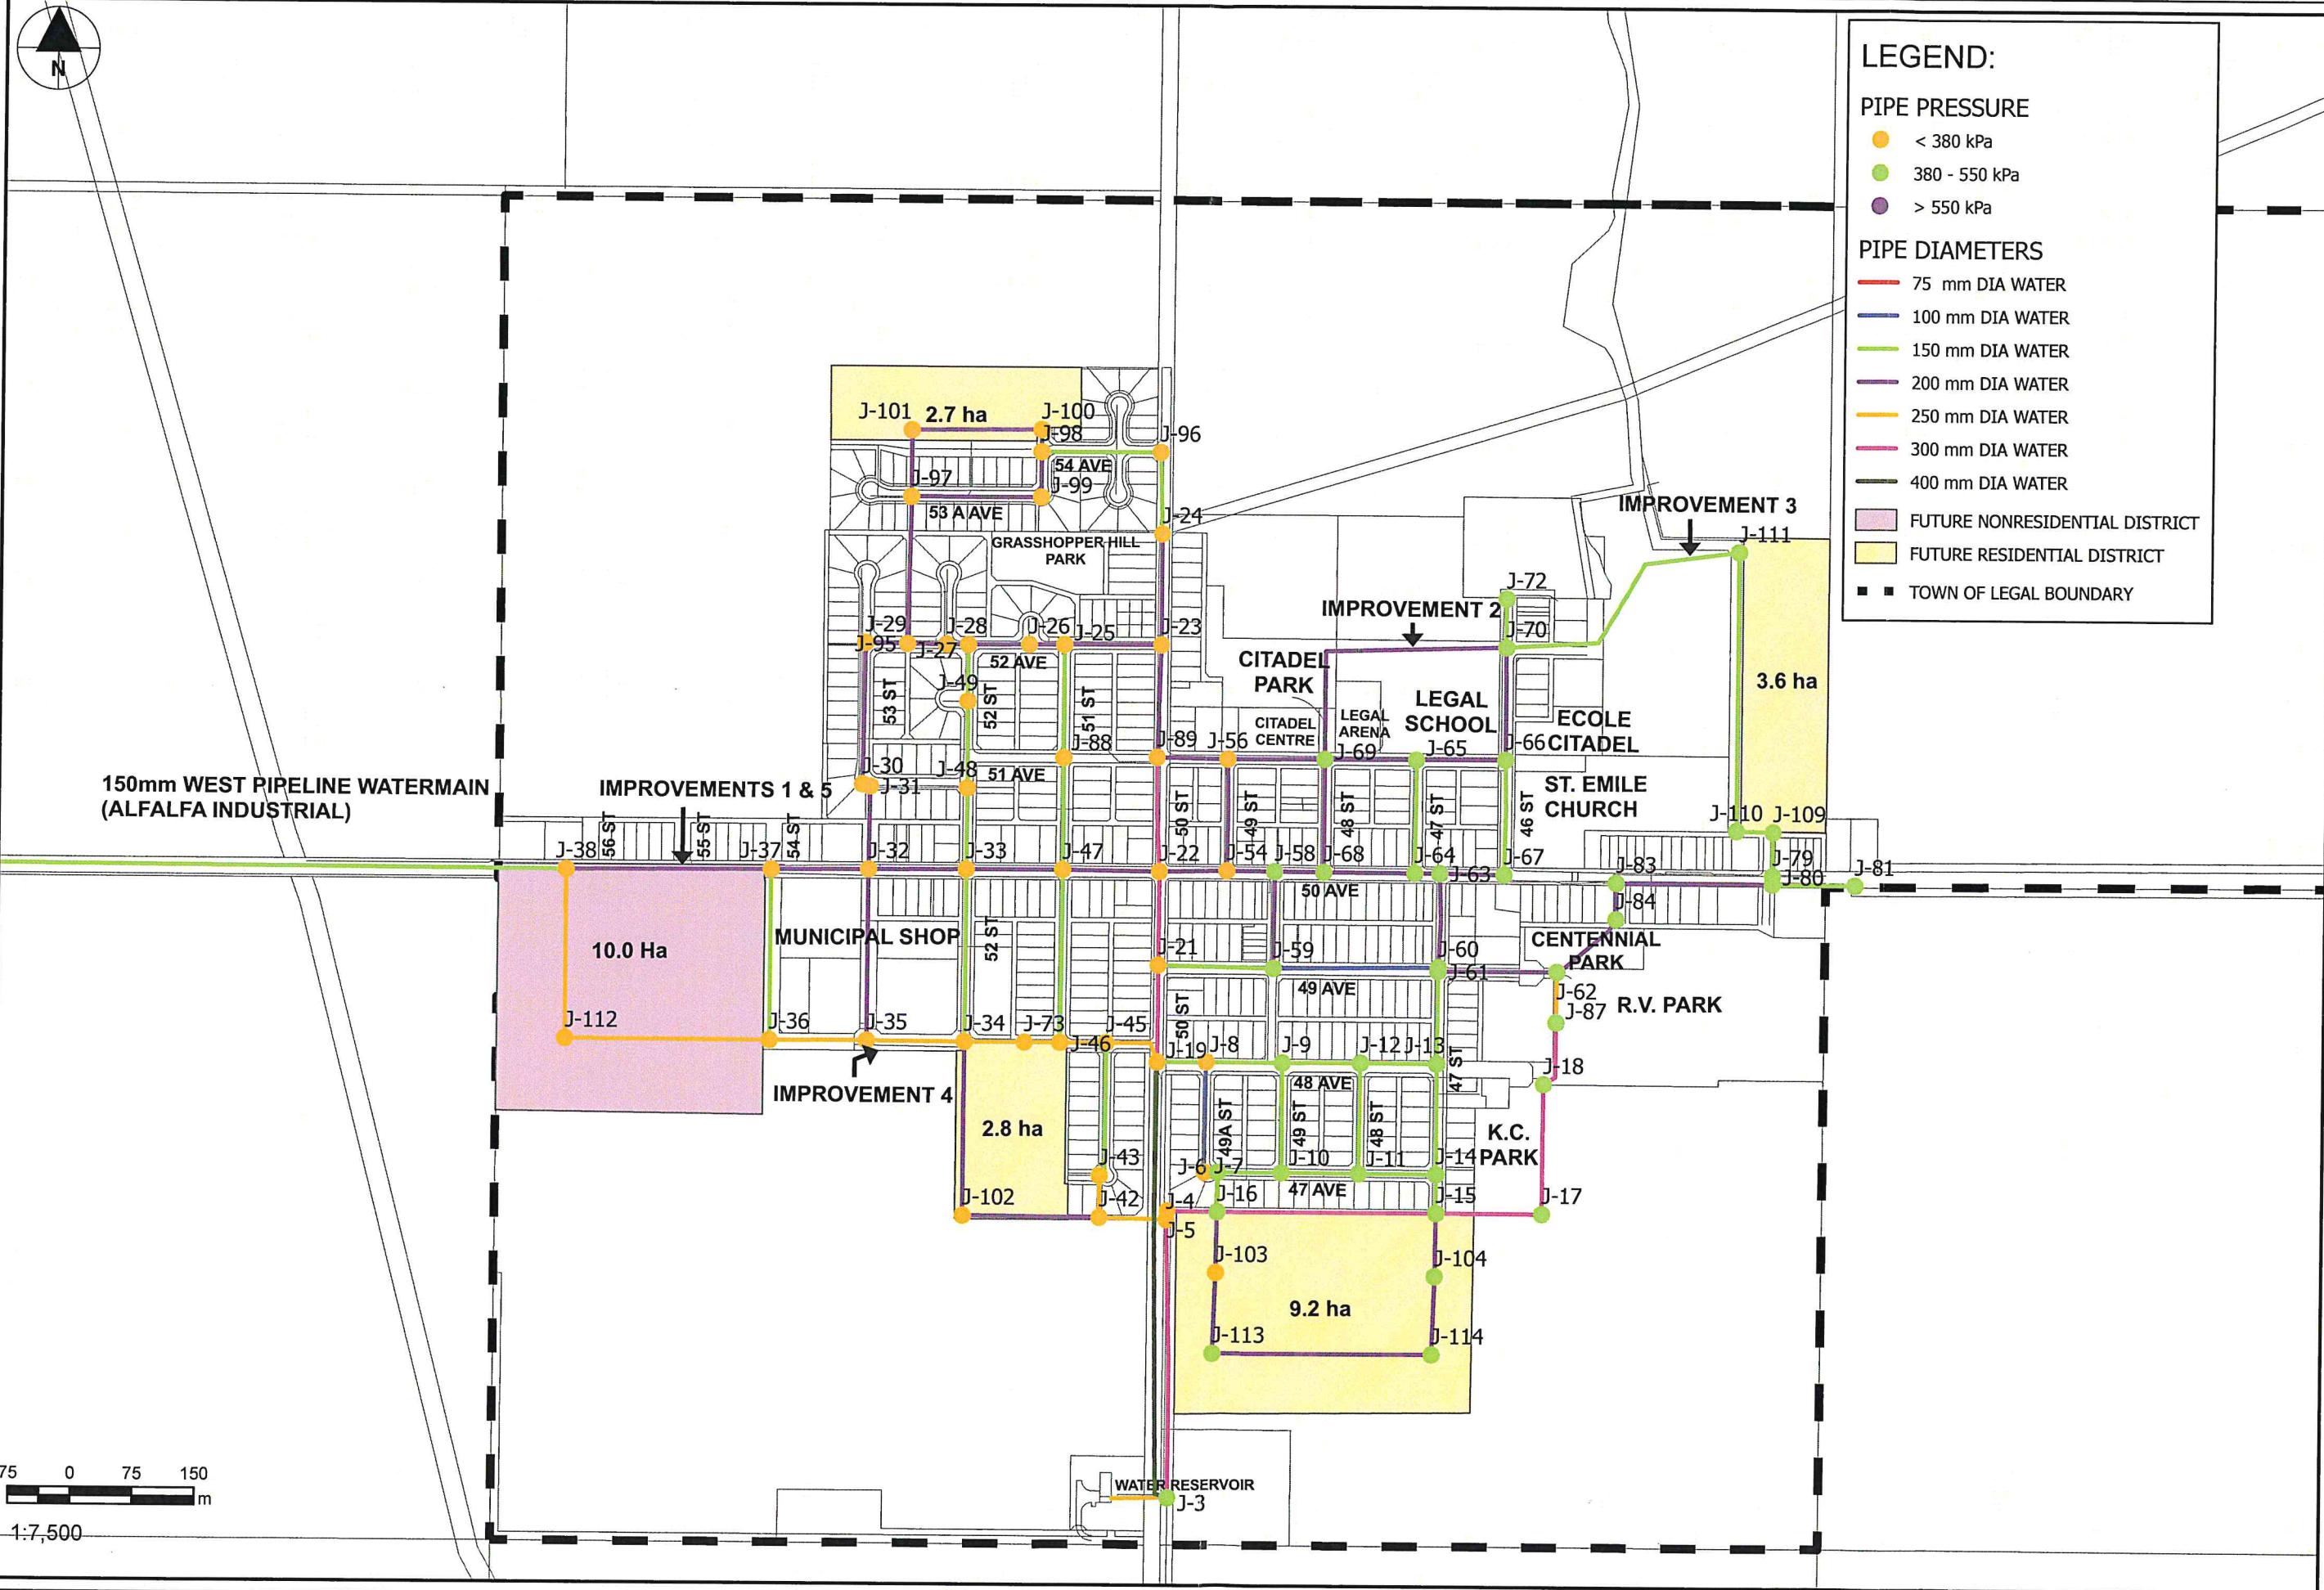 N
LEGEND:
PIPE PRESSURE
< 380 kPa
380 - 550 kPa
> 550 kPa
PIPE DIAMETERS
75 mm DIA WATER
100 mm DIA WATER
150 mm DIA WATER
200 mm DIA WATER
250 mm DIA WATER
300 mm DIA WATER
400 mm DIA WATER
FUTURE NONRESIDENTIAL DISTRICT
FUTURE RESIDENTIAL DISTRICT
TOWN OF LEGAL BOUNDARY
J-101
2.7 ha
J-100
J-98
J-96
54 AVE
J-97
J-99
53 A AVE
J-24
GRASSHOPPER HILL
PARK
IMPROVEMENT 3
J-111
J-72
IMPROVEMENT 2
J-70
J-29
J-95
J-27
J-28
J-26
J-25
J-23
52 AVE
CITADEL
PARK
J-49
53 ST
52 ST
51 ST
LEGAL
SCHOOL
3.6 ha
CITADEL
CENTRE
LEGAL
ARENA
ECOLE
CITADEL
J-88
J-89
J-56
J-69
J-65
J-66
J-30
J-31
J-48
51 AVE
150mm WEST PIPELINE WATERMAIN
(ALFALFA INDUSTRIAL)
IMPROVEMENTS 1 & 5
ST. EMILE
CHURCH
56 ST
55 ST
54 ST
50 ST
49 ST
48 ST
47 ST
46 ST
J-110
J-109
J-38
J-37
J-32
J-33
J-47
J-22
J-54
J-58
J-68
J-64
J-63
J-67
J-83
J-79
J-80
J-81
50 AVE
J-84
10.0 Ha
MUNICIPAL SHOP
52 ST
J-21
J-59
J-60
J-61
CENTENNIAL
PARK
49 AVE
J-62
J-87
R.V. PARK
50 ST
J-112
J-36
J-35
J-34
J-73
J-45
J-46
J-19
J-8
J-9
J-12
J-13
47 ST
J-18
48 AVE
IMPROVEMENT 4
2.8 ha
49A ST
49 ST
48 ST
K.C.
PARK
J-43
J-6
J-7
J-10
J-11
J-14
47 AVE
J-102
J-42
J-4
J-5
J-16
J-15
J-17
J-103
J-104
9.2 ha
J-113
J-114
WATER RESERVOIR
J-3
75 0 75 150
m
1:7,500